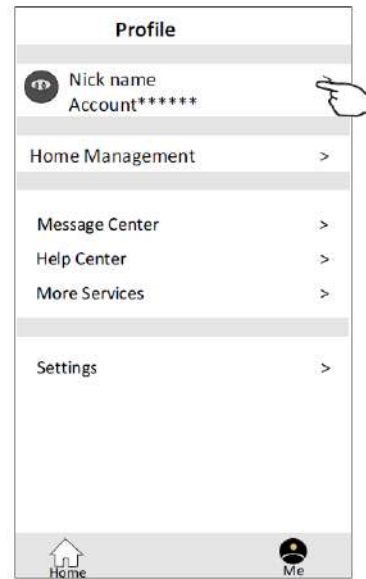 Profile
Nick name
Account******
Home Management >
Message Center >
Help Center >
More Services >
Settings >
Home Me